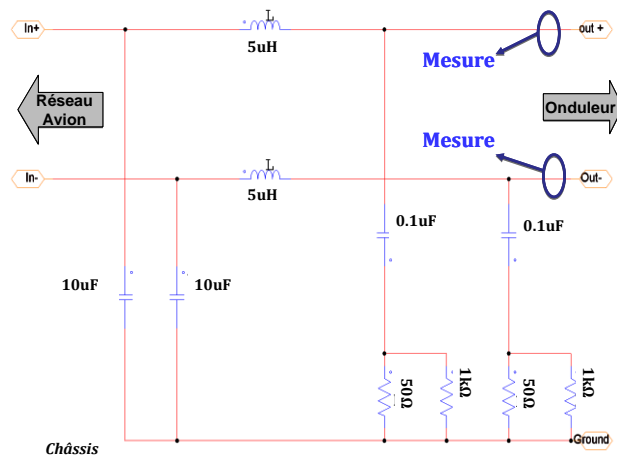 In+
L
5uH
out +
Mesure
Réseau
Avion
Onduleur
Mesure
In-
L
5uH
Out-
0.1uF
0.1uF
10uF
10uF
50Ω
1kΩ
50Ω
1kΩ
Ground
Châssis